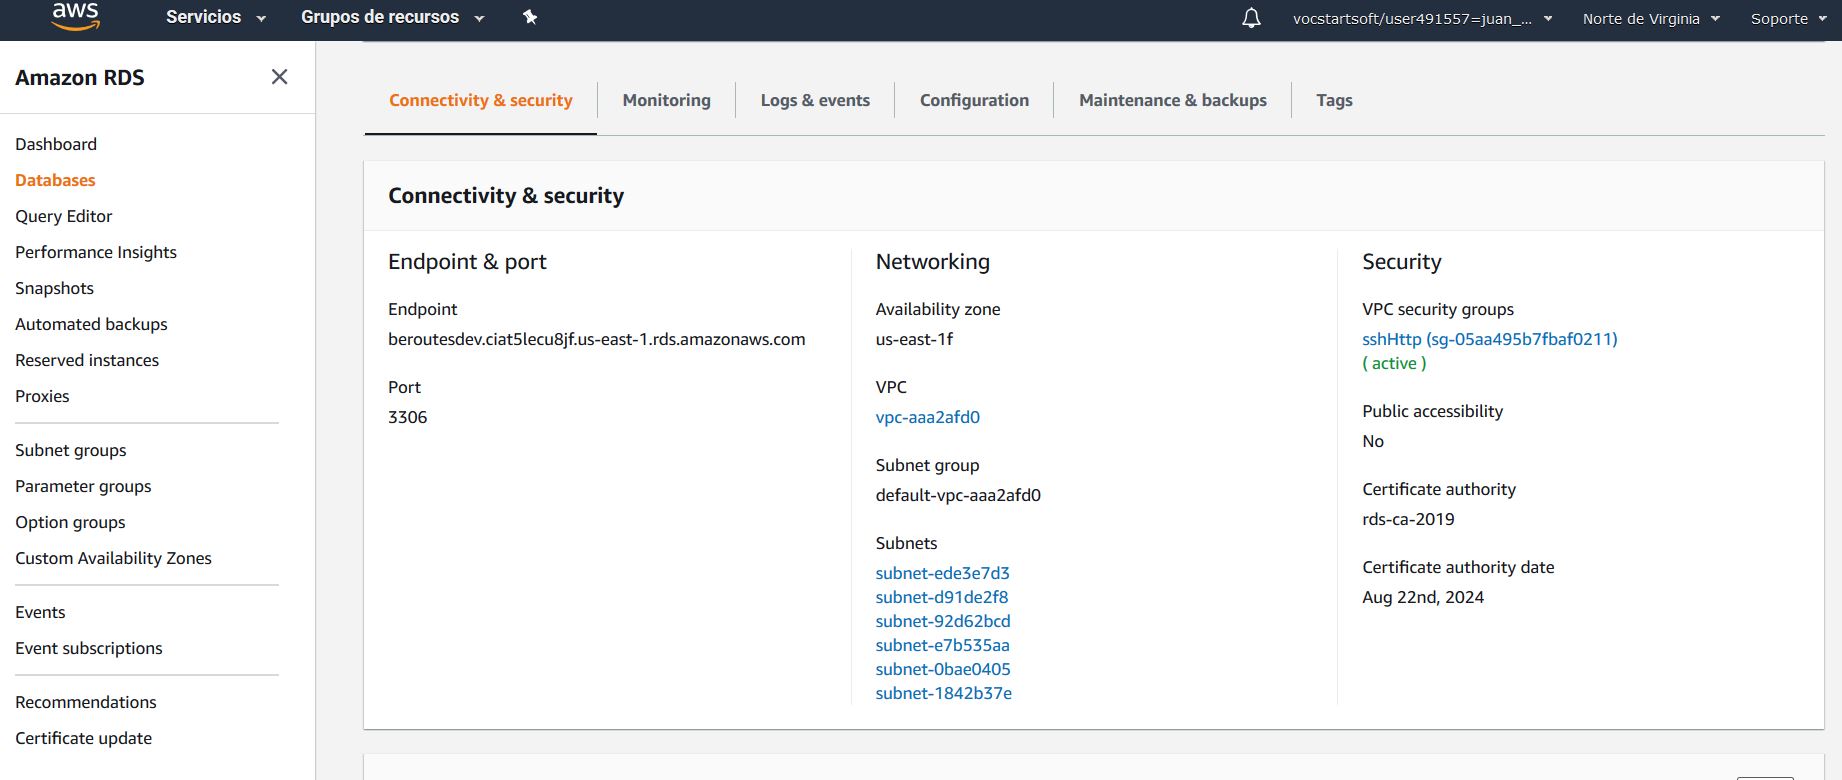 aws
Servicios
Grupos de recursos
vocstartsoft/user491557=juan_...
Norte de Virginia
Soporte
Amazon RDS
Dashboard
Databases
Query Editor
Performance Insights
Snapshots
Automated backups
Reserved instances
Proxies
Subnet groups
Parameter groups
Option groups
Custom Availability Zones
Events
Event subscriptions
Recommendations
Certificate update
Connectivity & security
Monitoring
Logs & events
Configuration
Maintenance & backups
Tags
Connectivity & security
Endpoint & port
Endpoint
beroutesdev.ciat5lecu8jf.us-east-1.rds.amazonaws.com
Port
3306
Networking
Availability zone
us-east-1f
VPC
vpc-aaa2afd0
Subnet group
default-vpc-aaa2afd0
Subnets
subnet-ede3e7d3
subnet-d91de2f8
subnet-92d62bcd
subnet-e7b535aa
subnet-0bae0405
subnet-1842b37e
Security
VPC security groups
sshHttp (sg-05aa495b7fbaf0211)
( active )
Public accessibility
No
Certificate authority
rds-ca-2019
Certificate authority date
Aug 22nd, 2024